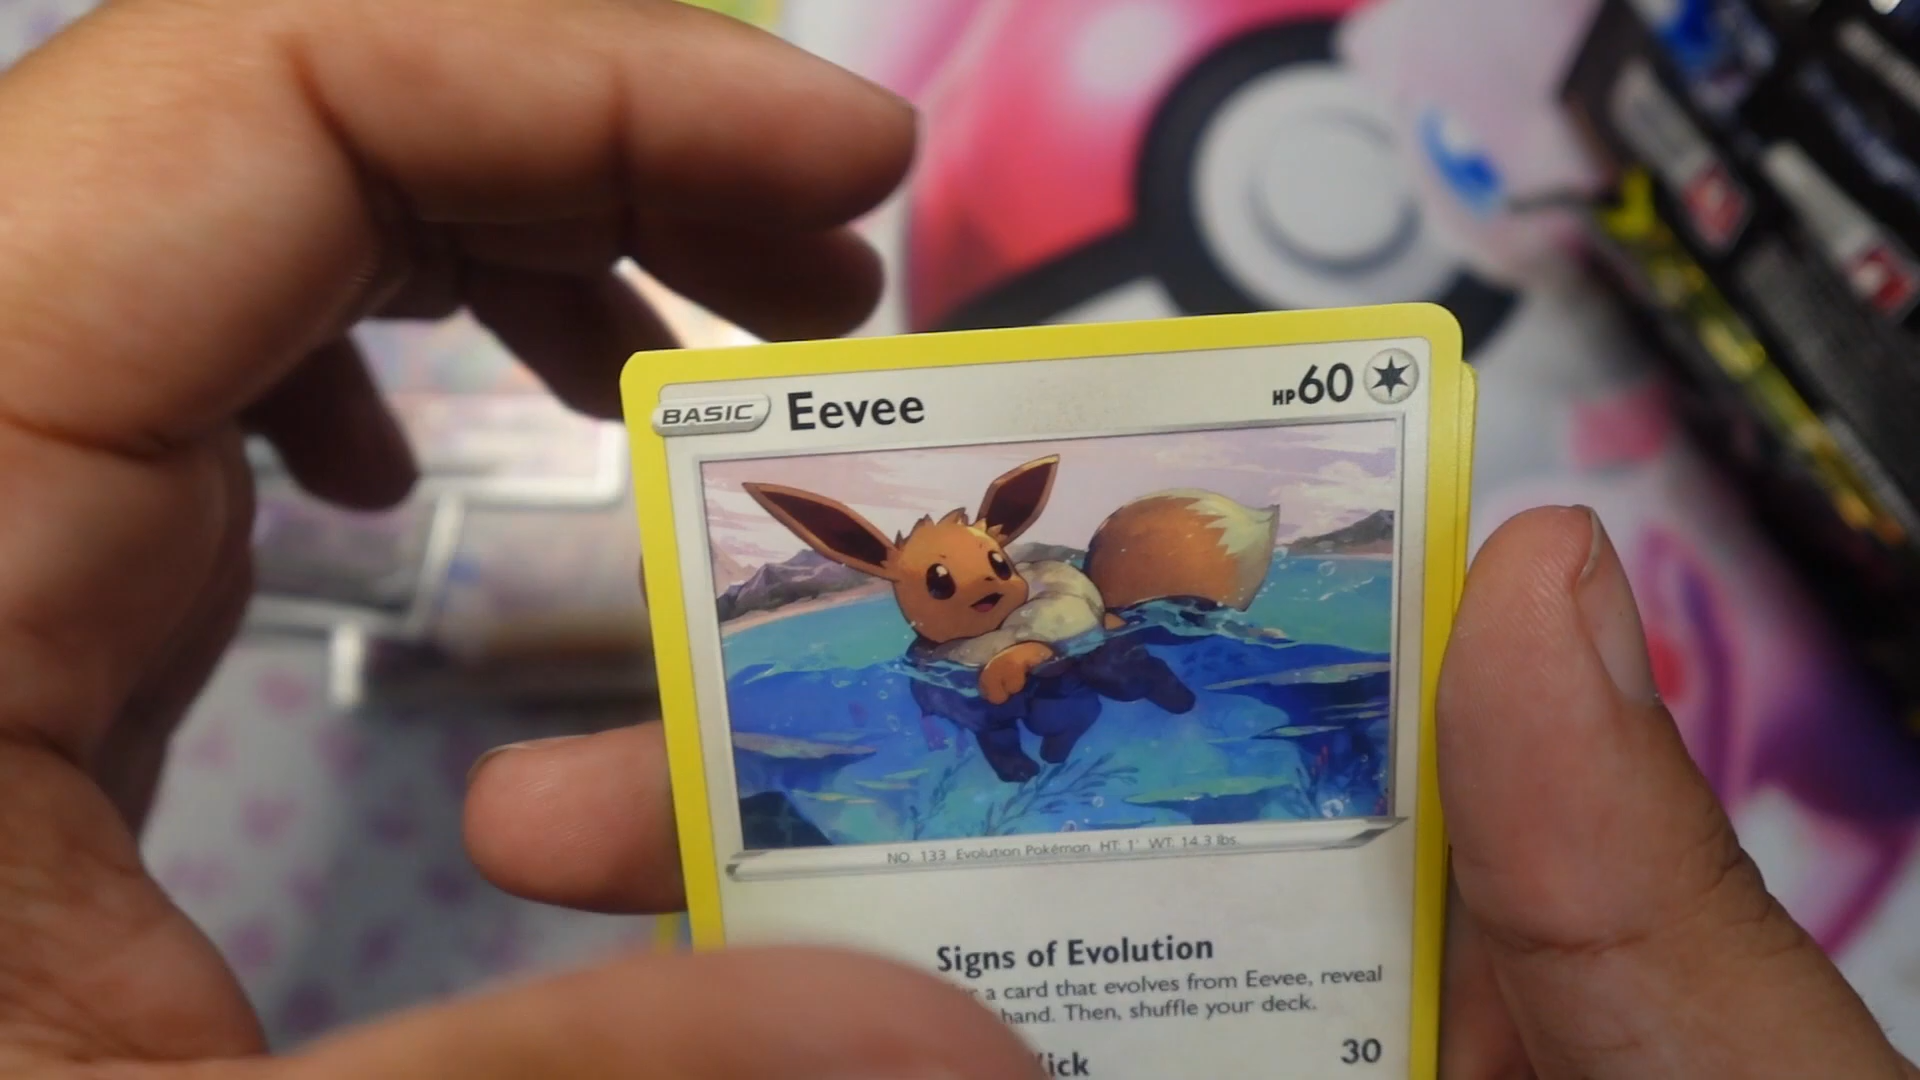 BASIC Eevee HP 60
NO. 133 Evolution Pokémon HT: 1' WT: 14.3 lbs.
Signs of Evolution
a card that evolves from Eevee, reveal
hand. Then, shuffle your deck.
30